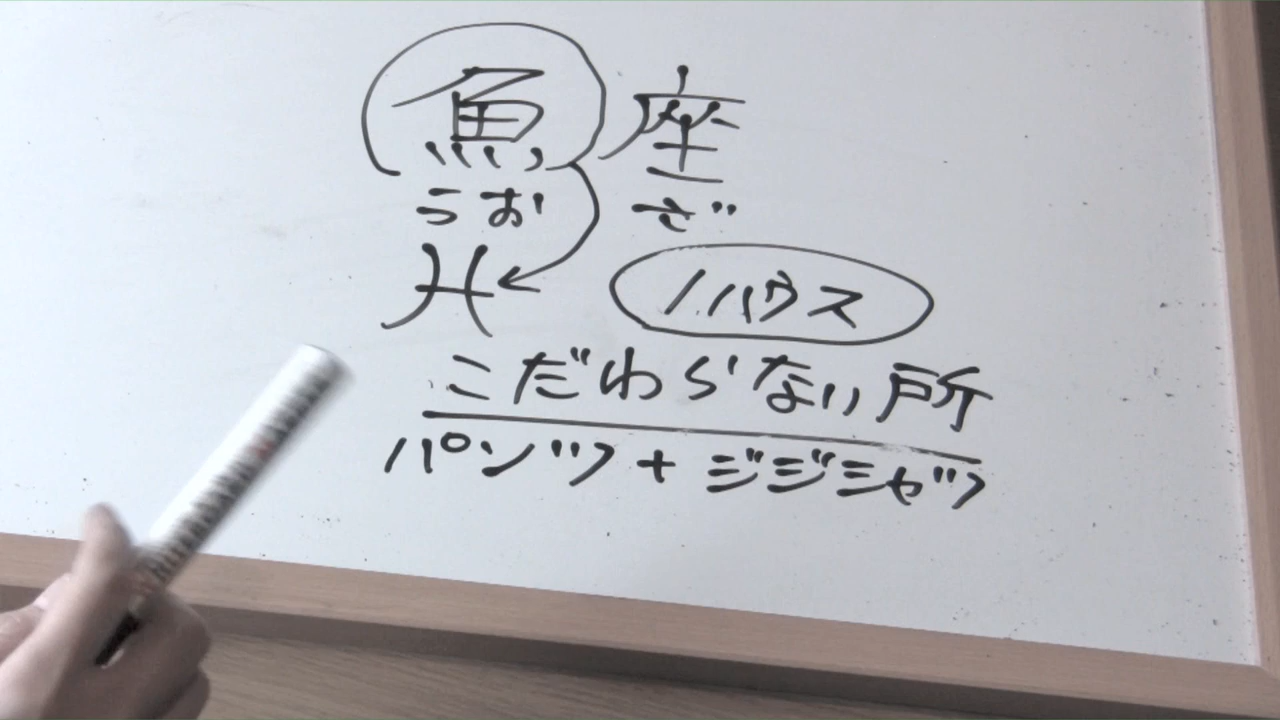 魚座
うお ざ
♓
ハウス
こだわらない所
パンツ+ジジシャツ